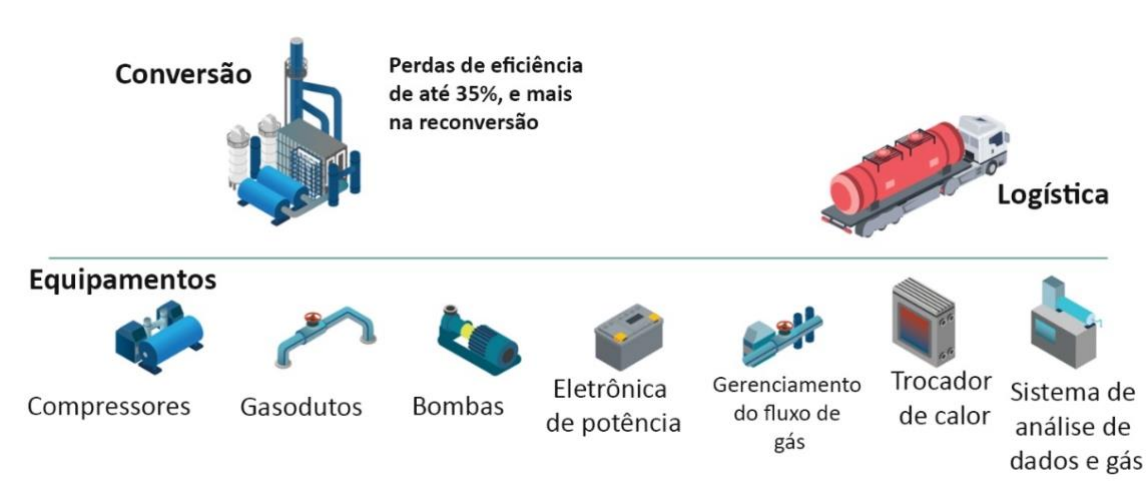 Conversão
Perdas de eficiência
de até 35%, e mais
na reconversão
Logística
Equipamentos
Compressores
Gasodutos
Bombas
Eletrônica
de potência
Gerenciamento
do fluxo de
gás
Trocador
de calor
Sistema de
análise de
dados e gás